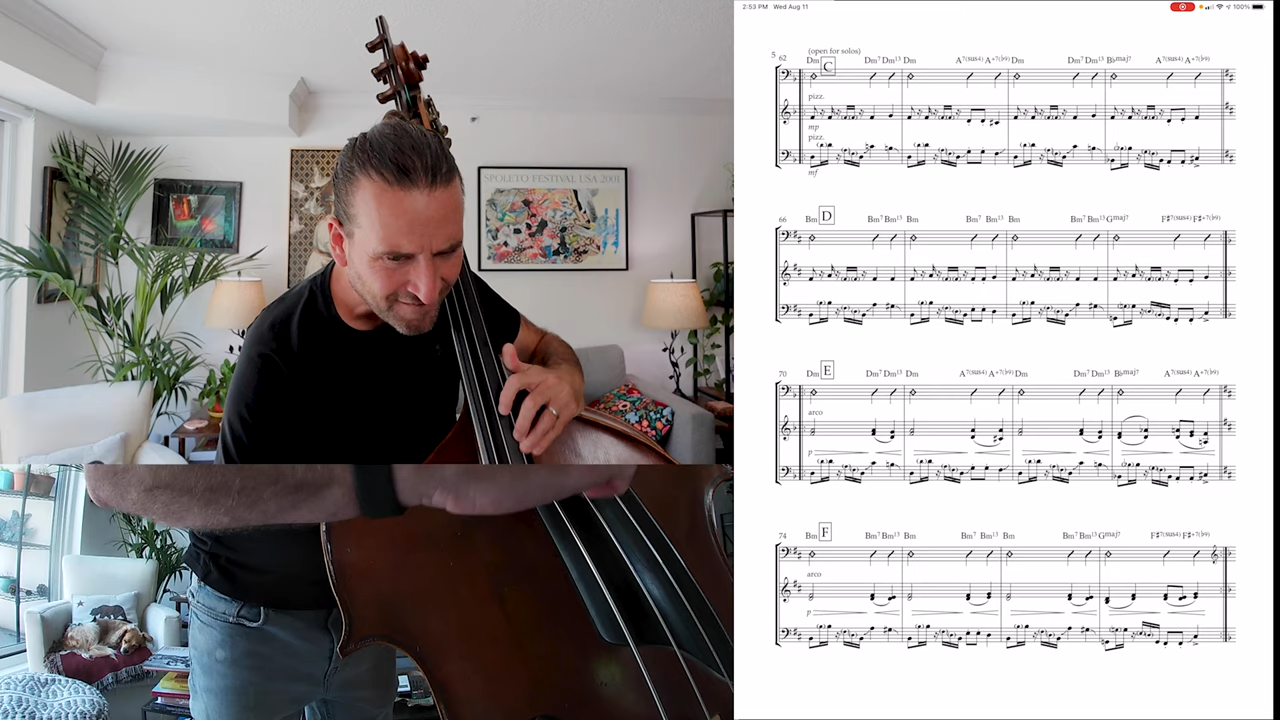 2:53 PM Wed Aug 11 100%
SPOLETO FESTIVAL USA 2001
5
(open for solos)
62 Dm C Dm7 Dm13 Dm A7(sus4) A+7(♭9) Dm Dm7 Dm13 B♭maj7 A7(sus4) A+7(♭9)
pizz.
mp
pizz.
mf
66 Bm D Bm7 Bm13 Bm Bm7 Bm13 Bm Bm7 Bm13 Gmaj7 F♯7(sus4) F♯+7(♭9)
70 Dm E Dm7 Dm13 Dm A7(sus4) A+7(♭9) Dm Dm7 Dm13 B♭maj7 A7(sus4) A+7(♭9)
arco
p
74 Bm F Bm7 Bm13 Bm Bm7 Bm13 Bm Bm7 Bm13 Gmaj7 F♯7(sus4) F♯+7(♭9)
arco
p